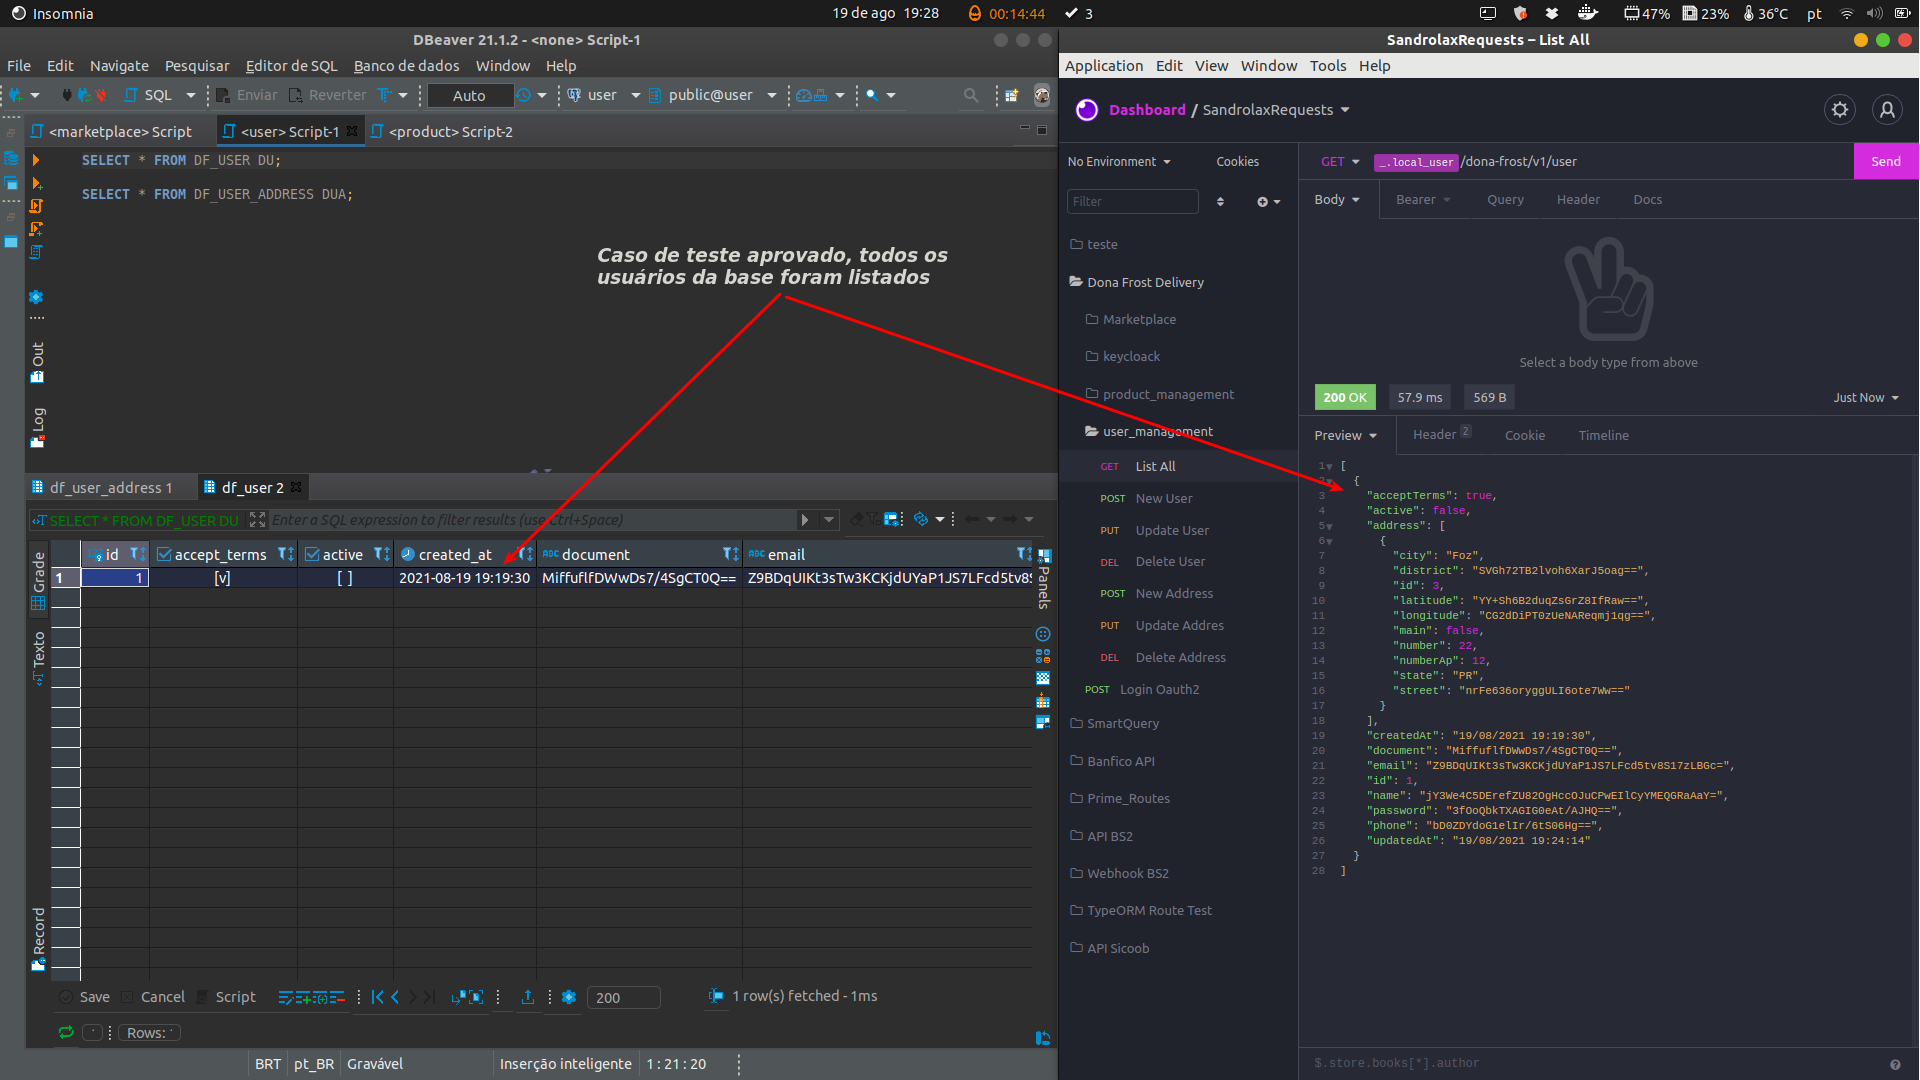 Insomnia
19 de ago  19:28
00:14:44
3
47%
23%
36°C
pt
DBeaver 21.1.2 - <none> Script-1
File Edit Navigate Pesquisar Editor de SQL Banco de dados Window Help
SQL
Enviar
Reverter
T
Auto
user
public@user
<marketplace> Script
<user> Script-1
<product> Script-2
SELECT * FROM DF_USER DU;
SELECT * FROM DF_USER_ADDRESS DUA;
Caso de teste aprovado, todos os
usuários da base foram listados
Out
Log
df_user_address 1
df_user 2
SELECT * FROM DF_USER DU
Enter a SQL expression to filter results (use Ctrl+Space)
Grade
Texto
Record
Panels
id accept_terms active created_at ABC document ABC email
1 1 [v] [ ] 2021-08-19 19:19:30 MiffuflfDWwDs7/4SgCT0Q== Z9BDqUIKt3sTw3KCKjdUYaP1JS7LFcd5tv8S
Save Cancel Script
200
1 row(s) fetched - 1ms
Rows:
BRT pt_BR Gravável Inserção inteligente 1 : 21 : 20
SandrolaxRequests – List All
Application Edit View Window Tools Help
Dashboard / SandrolaxRequests
No Environment
Cookies
Filter
teste
Dona Frost Delivery
Marketplace
keycloack
product_management
user_management
GET List All
POST New User
PUT Update User
DEL Delete User
POST New Address
PUT Update Addres
DEL Delete Address
POST Login Oauth2
SmartQuery
Banfico API
Prime_Routes
API BS2
Webhook BS2
TypeORM Route Test
API Sicoob
GET
_.local_user/dona-frost/v1/user
Send
Body Bearer Query Header Docs
Select a body type from above
200 OK
57.9 ms
569 B
Just Now
Preview Header 2 Cookie Timeline
1 [
2 {
3 "acceptTerms": true,
4 "active": false,
5 "address": [
6 {
7 "city": "Foz",
8 "district": "SVGh72TB2lvoh6XarJ5oag==",
9 "id": 3,
10 "latitude": "YY+Sh6B2duqZsGrZ8IfRaw==",
11 "longitude": "CG2dDiPT0zUeNAReqmj1qg==",
12 "main": false,
13 "number": 22,
14 "numberAp": 12,
15 "state": "PR",
16 "street": "nrFe636oryggULI6ote7Ww=="
17 }
18 ],
19 "createdAt": "19/08/2021 19:19:30",
20 "document": "MiffuflfDWwDs7/4SgCT0Q==",
21 "email": "Z9BDqUIKt3sTw3KCKjdUYaP1JS7LFcd5tv8S17zLBGc=",
22 "id": 1,
23 "name": "jY3We4C5DErefZU82OgHccOJuCPwEIlCyYMEQGRaAaY=",
24 "password": "3fOoQbkTXAGIG0eAt/AJHQ==",
25 "phone": "bD0ZDYdoG1elIr/6tS06Hg==",
26 "updatedAt": "19/08/2021 19:24:14"
27 }
28 ]
$.store.books[*].author